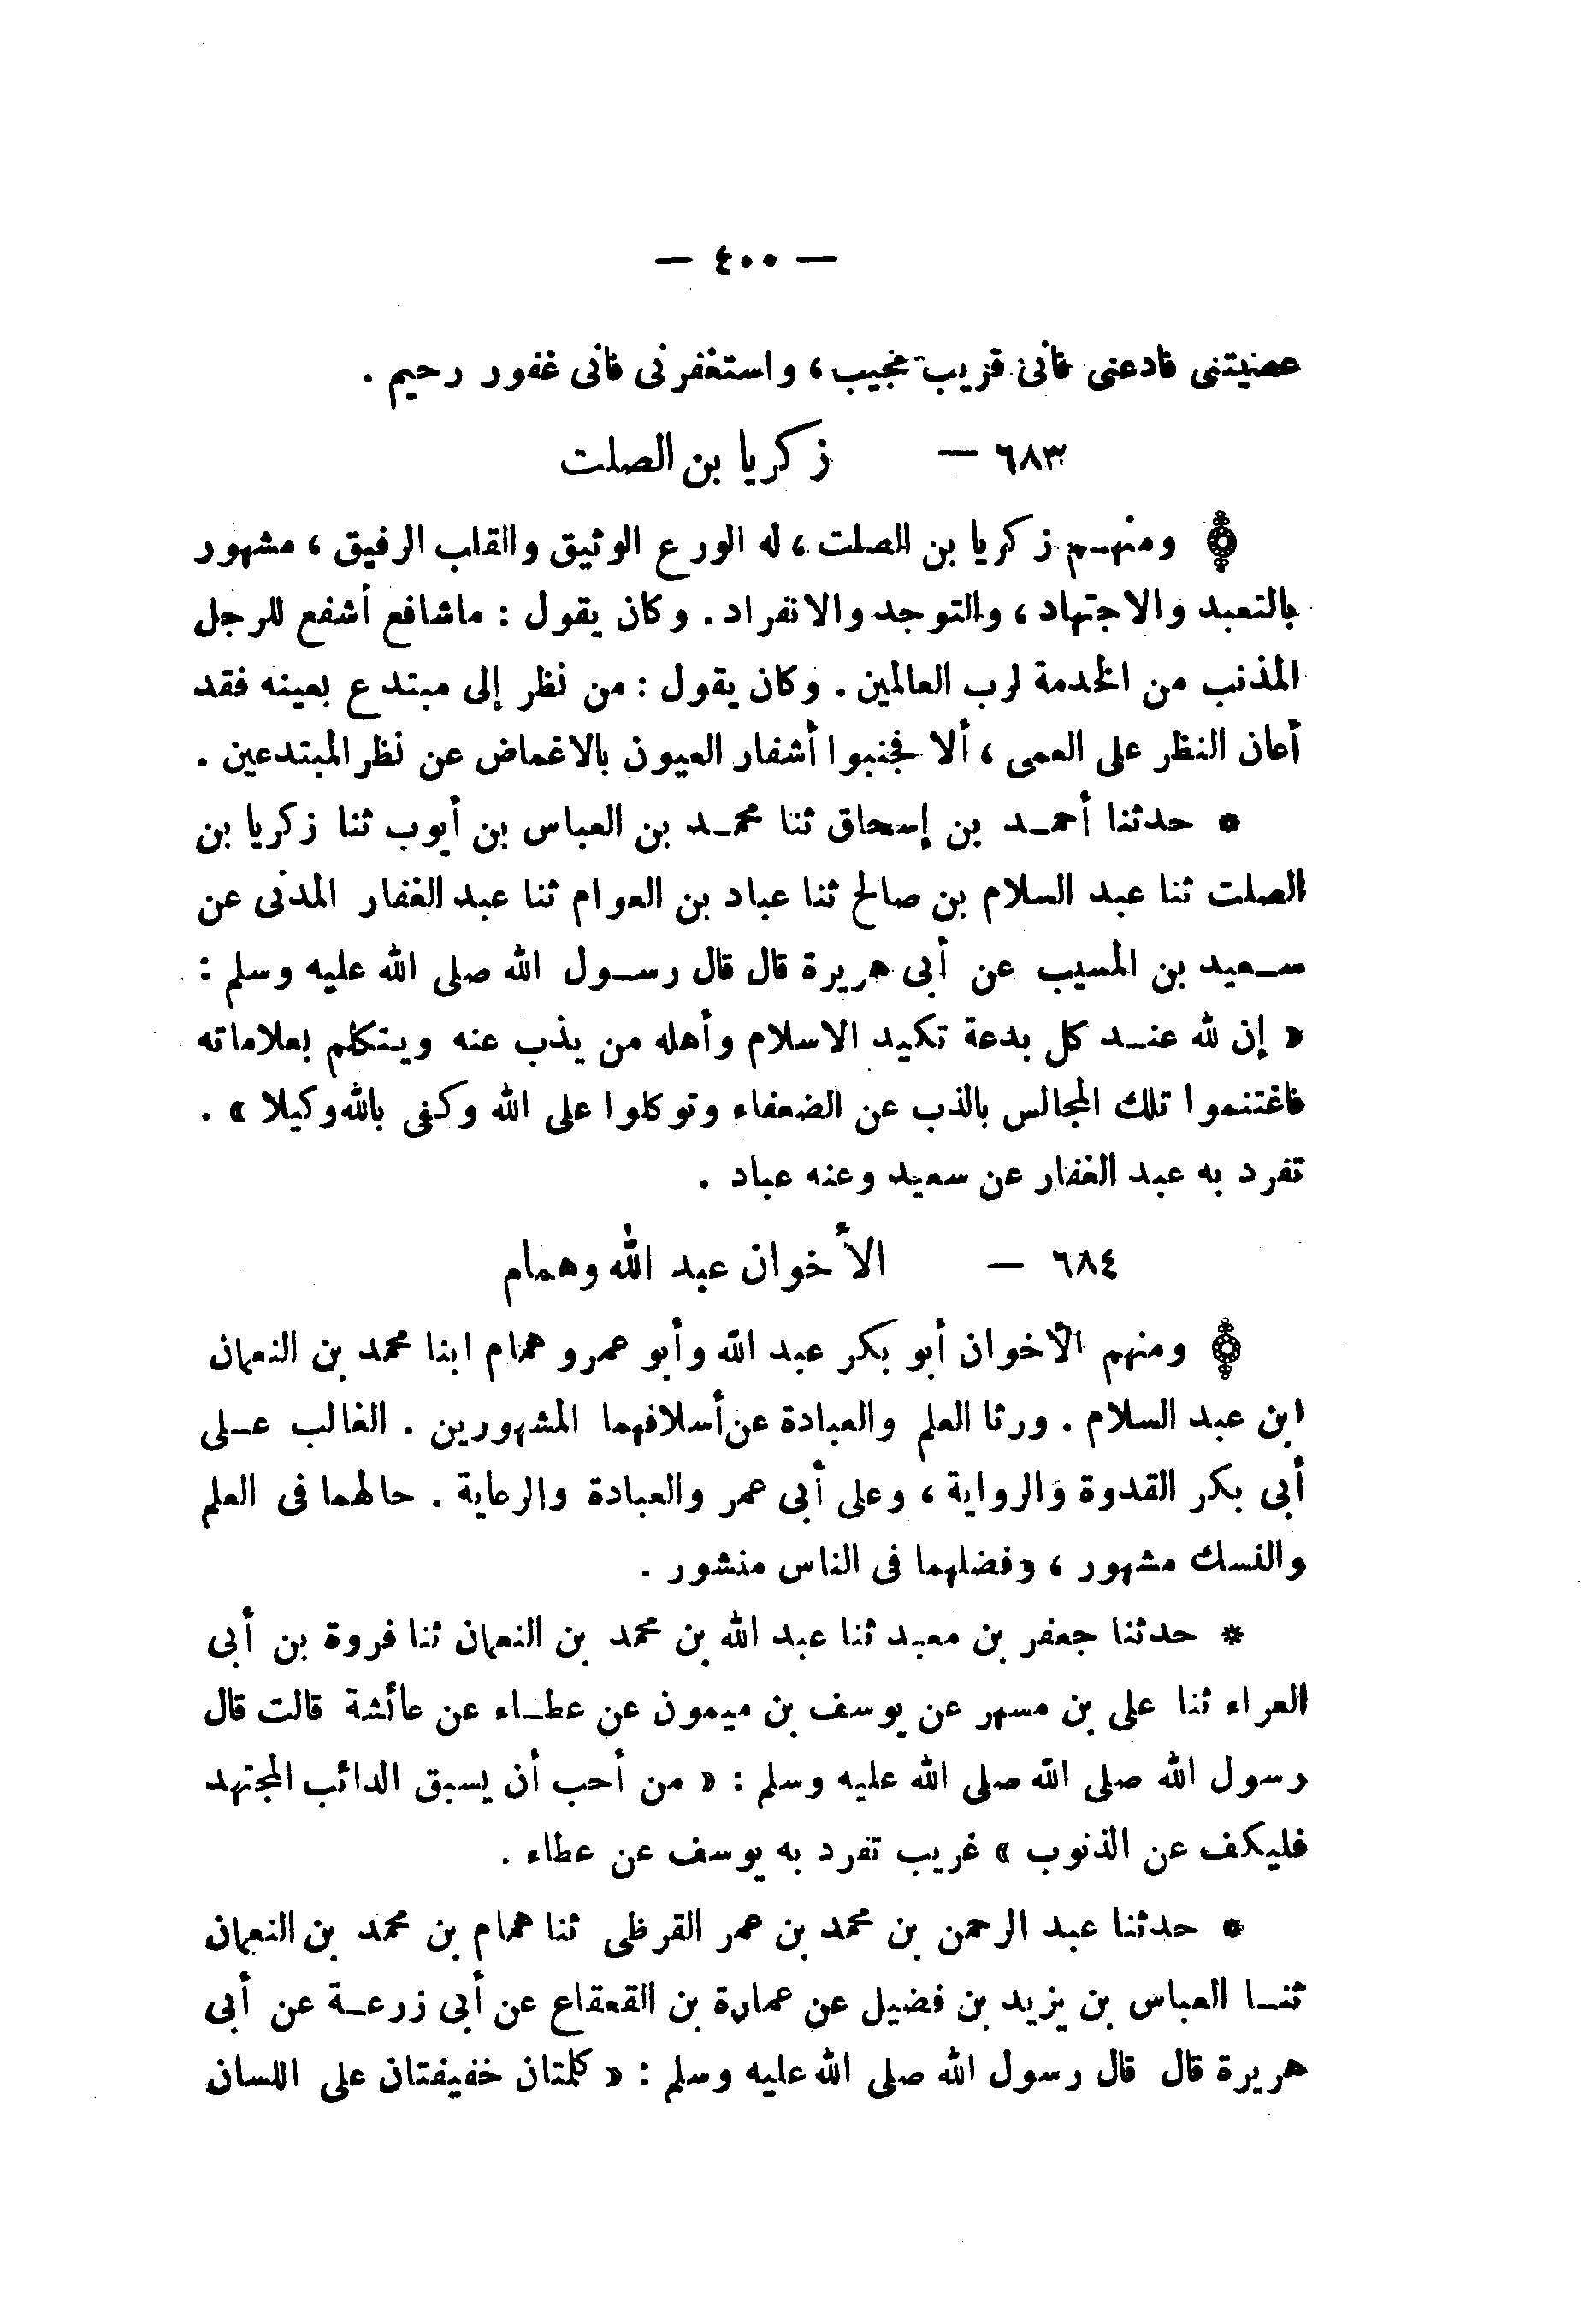 — ٤٠٠ —
عصيتنى فادعنى فانى قريب مجيب ، واستغفرنى فانى غفور رحيم .
٦٨٣ — زكريا بن الصلت
ومنهم زكريا بن الصلت ، له الورع الوثيق والقلب الرفيق ، مشهور
بالتعبد والاجتهاد ، والتوجد والانفراد . وكان يقول : ماشافع أشفع للرجل
المذنب من الخدمة لرب العالمين . وكان يقول : من نظر إلى مبتدع بعينه فقد
أعان النظر على العمى ، ألا فجنبوا أشفار العيون بالاغماض عن نظر المبتدعين .
* حدثنا أحمد بن إسحاق ثنا محمد بن العباس بن أيوب ثنا زكريا بن
الصلت ثنا عبد السلام بن صالح ثنا عباد بن العوام ثنا عبد الغفار المدنى عن
سعيد بن المسيب عن أبى هريرة قال قال رسول الله صلى الله عليه وسلم :
« إن لله عند كل بدعة تكيد الاسلام وأهله من يذب عنه ويتكلم بعلاماته
فاغتنموا تلك المجالس بالذب عن الضعفاء وتوكلوا على الله وكفى بالله وكيلا » .
تفرد به عبد الغفار عن سعيد وعنه عباد .
٦٨٤ — الأخوان عبد الله وهمام
ومنهم الأخوان أبو بكر عبد الله وأبو عمرو همام ابنا محمد بن النعمان
ابن عبد السلام . ورثا العلم والعبادة عن أسلافهما المشهورين . الغالب على
أبى بكر القدوة والرواية ، وعلى أبى عمر والعبادة والرعاية . حالهما فى العلم
والنسك مشهور ، وفضلهما فى الناس منشور .
* حدثنا جعفر بن معبد ثنا عبد الله بن محمد بن النعمان ثنا فروة بن أبى
العراء ثنا على بن مسهر عن يوسف بن ميمون عن عطاء عن عائشة قالت قال
رسول الله صلى الله صلى الله عليه وسلم : « من أحب أن يسبق الدائب المجتهد
فليكف عن الذنوب » غريب تفرد به يوسف عن عطاء .
* حدثنا عبد الرحمن بن محمد بن عمر القرظى ثنا همام بن محمد بن النعمان
ثنا العباس بن يزيد بن فضيل عن عمارة بن القعقاع عن أبى زرعة عن أبى
هريرة قال قال رسول الله صلى الله عليه وسلم : « كلمتان خفيفتان على اللسان